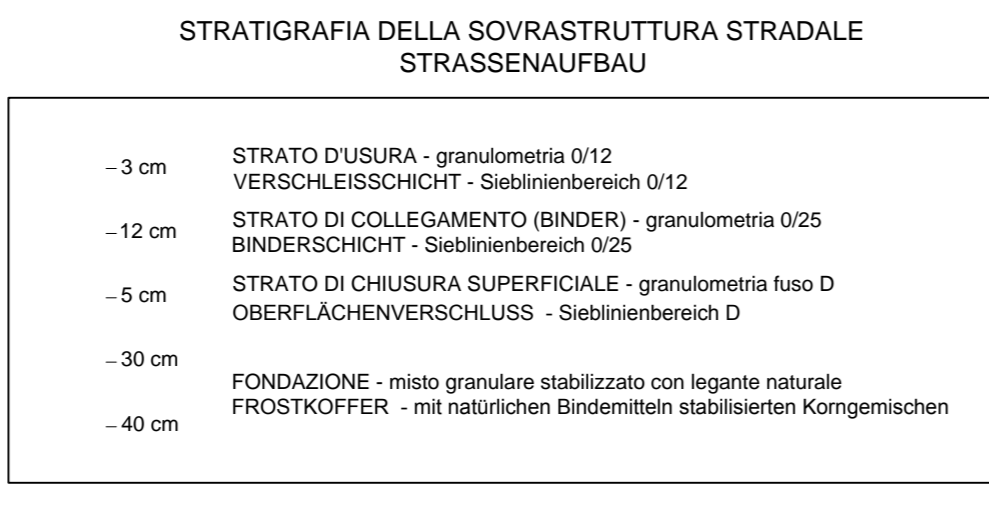 STRATIGRAFIA DELLA SOVRASTRUTTURA STRADALE
STRASSENAUFBAU
– 3 cm STRATO D'USURA - granulometria 0/12
VERSCHLEISSCHICHT - Sieblinienbereich 0/12
– 12 cm STRATO DI COLLEGAMENTO (BINDER) - granulometria 0/25
BINDERSCHICHT - Sieblinienbereich 0/25
– 5 cm STRATO DI CHIUSURA SUPERFICIALE - granulometria fuso D
OBERFLÄCHENVERSCHLUSS - Sieblinienbereich D
– 30 cm
FONDAZIONE - misto granulare stabilizzato con legante naturale
FROSTKOFFER - mit natürlichen Bindemitteln stabilisierten Korngemischen
– 40 cm